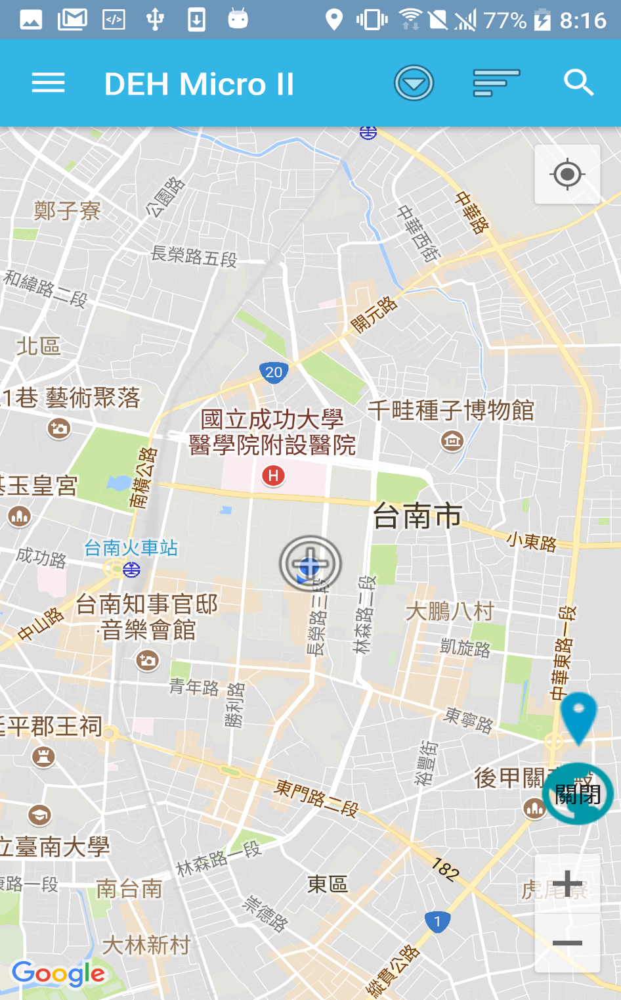 77% 8:16
DEH Micro II
鄭子寮
公園路
中華路
中華西街
長榮路五段
和緯路二段
開元路
北區
20
1巷 藝術聚落
千畦種子博物館
國立成功大學
醫學院附設醫院
H
南橫公路
玉皇宮
台南市
小東路
台南火車站
成功路
長榮路三段
林森路二段
台南知事官邸
音樂會館
中山路
大鵬八村
凱旋路
中華東路一段
青年路
勝利路
東寧路
平郡王祠
裕豐街
後甲關
關閉
東門路二段
立臺南大學
林森路一段
182
路一段
南台南
東區
虎尾寮
崇德路
1
大林新村
縱貫公路
Google